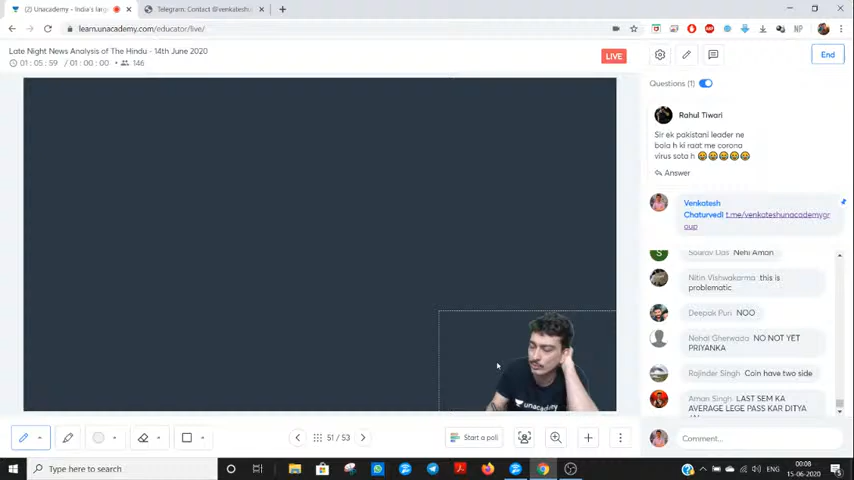 (2) Unacademy - India's larg
Telegram: Contact @venkateshu
learn.unacademy.com/educator/live/
NP
Late Night News Analysis of The Hindu - 14th June 2020
01 : 05 : 59 / 01 : 00 : 00 • 146
LIVE
End
Questions (1)
Rahul Tiwari
Sir ek pakistani leader ne
bola h ki raat me corona
virus sota h 😂😂😂😂😂
Answer
Venkatesh
Chaturvedi t.me/venkateshunacademygr
oup
Sourav Das Nehi Aman
Nitin Vishwakarma this is
problematic
Deepak Puri NOO
Nehal Gherwada NO NOT YET
PRIYANKA
Rajinder Singh Coin have two side
Aman Singh LAST SEM KA
AVERAGE LEGE PASS KAR DITYA
unacademy
Start a poll
51 / 53
Comment...
Type here to search
ENG
00:08
15-06-2020